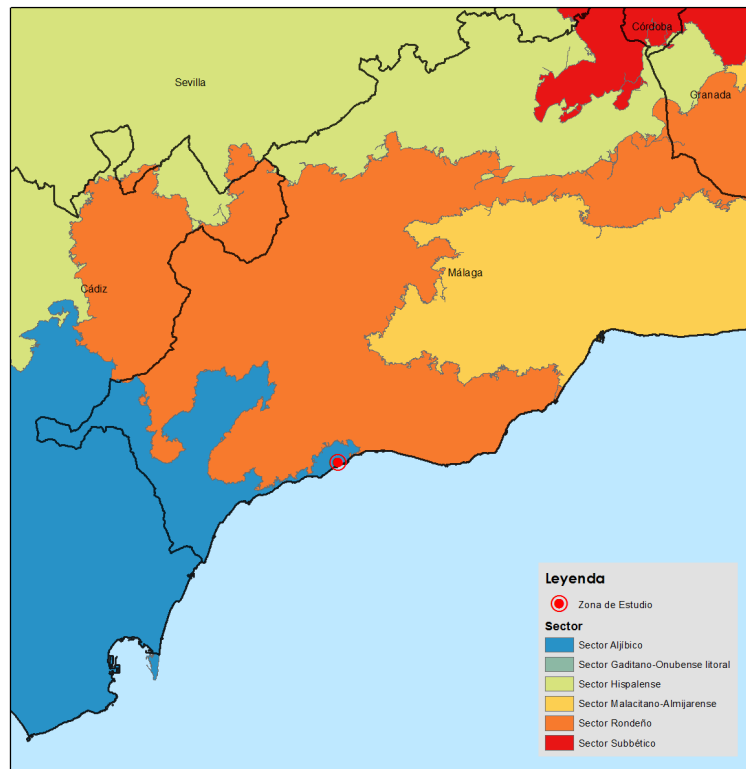 Córdoba
Sevilla
Granada
Málaga
Cádiz
Leyenda
Zona de Estudio
Sector
Sector Aljíbico
Sector Gaditano-Onubense litoral
Sector Hispalense
Sector Malacitano-Almijarense
Sector Rondeño
Sector Subbético